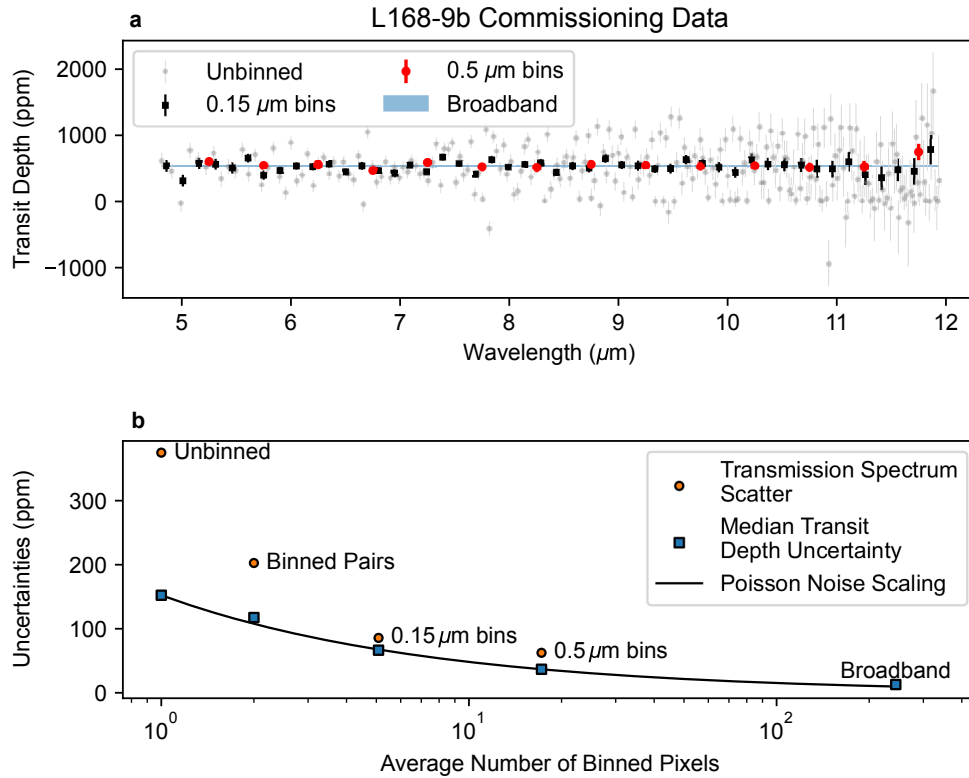 a
L168-9b Commissioning Data
Unbinned
0.15 μm bins
0.5 μm bins
Broadband
Transit Depth (ppm)
2000
1000
0
−1000
5 6 7 8 9 10 11 12
Wavelength (μm)
b
Uncertainties (ppm)
300
200
100
0
Unbinned
Binned Pairs
0.15 μm bins
0.5 μm bins
Broadband
Transmission Spectrum
Scatter
Median Transit
Depth Uncertainty
Poisson Noise Scaling
10⁰ 10¹ 10²
Average Number of Binned Pixels